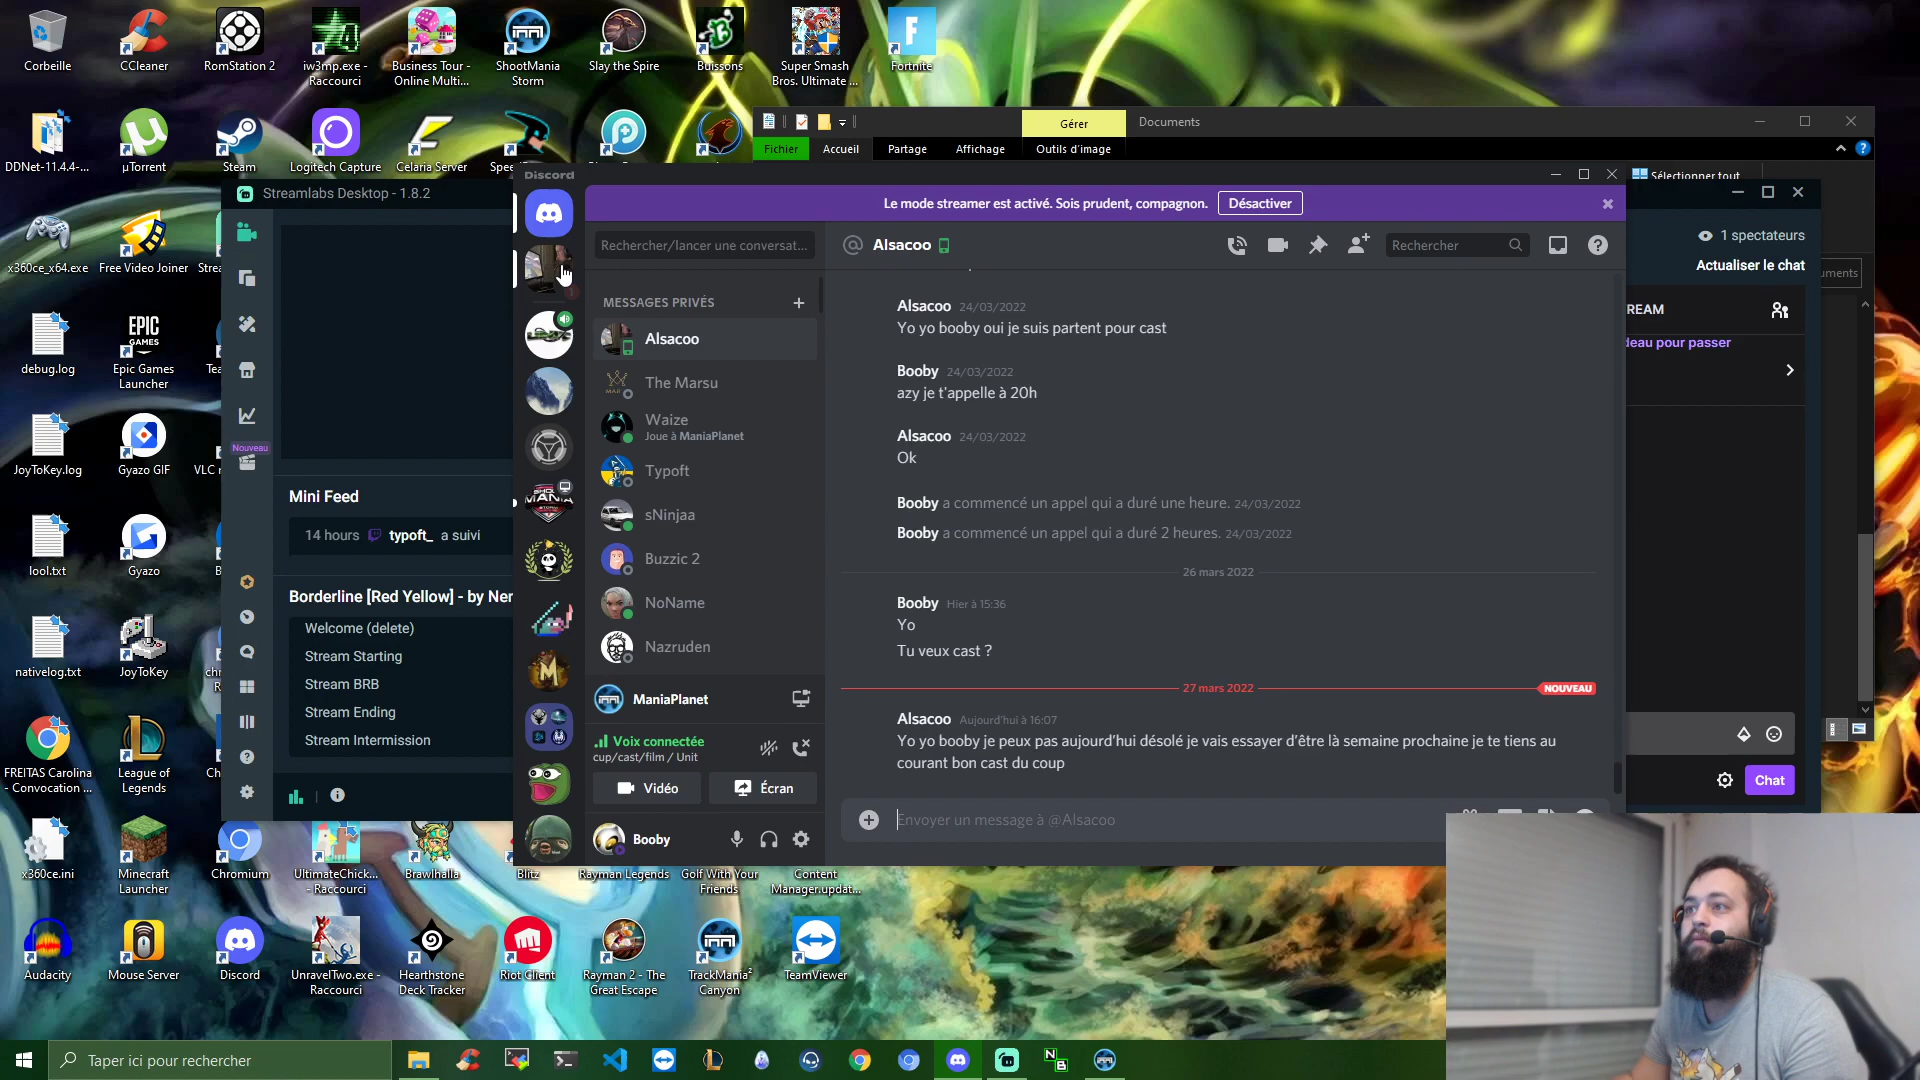 Corbeille
CCleaner
RomStation 2
iw3mp.exe -
Raccourci
Business Tour -
Online Multi...
ShootMania
Storm
Slay the Spire
Buissons
Super Smash
Bros. Ultimate ...
Fortnite
DDNet-11.4.4-...
µTorrent
Steam
Logitech Capture
Celaria Server
x360ce_x64.exe
Free Video Joiner
debug.log
EPIC
GAMES
Epic Games
Launcher
JoyToKey.log
Gyazo GIF
lool.txt
Gyazo
nativelog.txt
JoyToKey
FREITAS Carolina
- Convocation ...
League of
Legends
x360ce.ini
Minecraft
Launcher
Chromium
UltimateChick...
- Raccourci
Brawlhalla
Blitz
Rayman Legends
Golf With Your
Friends
Content
Manager.updat...
Audacity
Mouse Server
Discord
UnravelTwo.exe -
Raccourci
Hearthstone
Deck Tracker
Riot Client
Rayman 2 - The
Great Escape
TrackMania²
Canyon
TeamViewer
Gérer
Documents
Fichier
Accueil
Partage
Affichage
Outils d'image
Sélectionner tout
Streamlabs Desktop - 1.8.2
Nouveau
Mini Feed
14 hours typoft_ a suivi
Borderline [Red Yellow] - by Ner
Welcome (delete)
Stream Starting
Stream BRB
Stream Ending
Stream Intermission
1 spectateurs
Actualiser le chat
REAM
deau pour passer
Chat
Discord
Le mode streamer est activé. Sois prudent, compagnon.
Désactiver
Rechercher/lancer une conversat...
Alsacoo
Rechercher
MESSAGES PRIVÉS
Alsacoo
The Marsu
Waize
Joue à ManiaPlanet
Typoft
sNinjaa
Buzzic 2
NoName
Nazruden
ManiaPlanet
Voix connectée
cup/cast/film / Unit
Vidéo
Écran
Booby
Alsacoo 24/03/2022
Yo yo booby oui je suis partent pour cast
Booby 24/03/2022
azy je t'appelle à 20h
Alsacoo 24/03/2022
Ok
Booby a commencé un appel qui a duré une heure. 24/03/2022
Booby a commencé un appel qui a duré 2 heures. 24/03/2022
26 mars 2022
Booby Hier à 15:36
Yo
Tu veux cast ?
27 mars 2022
NOUVEAU
Alsacoo Aujourd'hui à 16:07
Yo yo booby je peux pas aujourd'hui désolé je vais essayer d'être là semaine prochaine je te tiens au
courant bon cast du coup
Envoyer un message à @Alsacoo
Taper ici pour rechercher